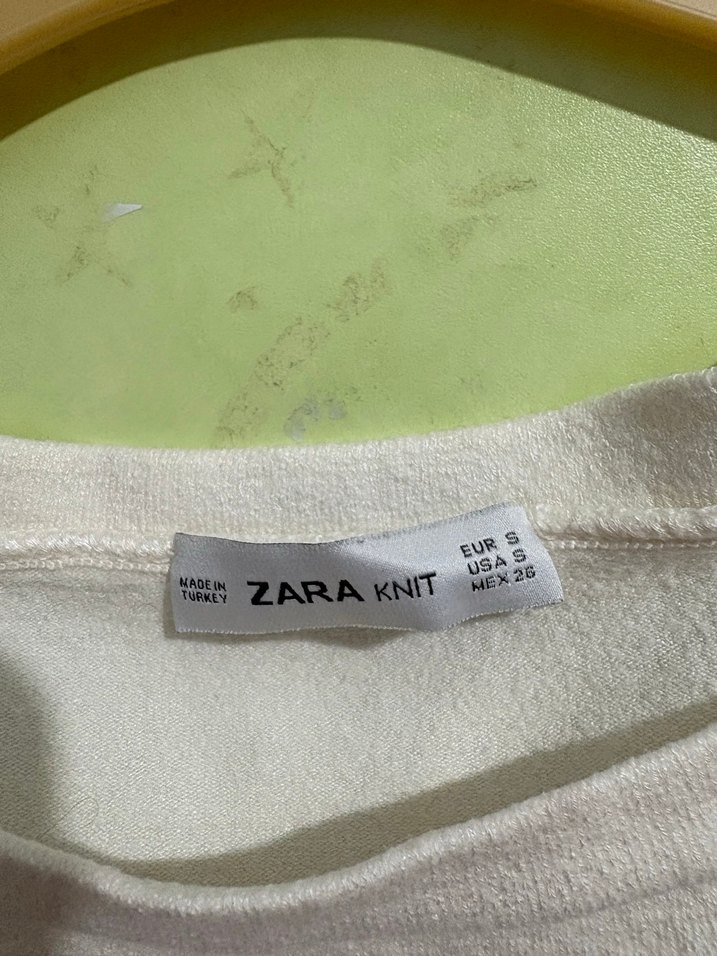 MADE IN
TURKEY
ZARA KNIT
EUR S
USA S
MEX 26